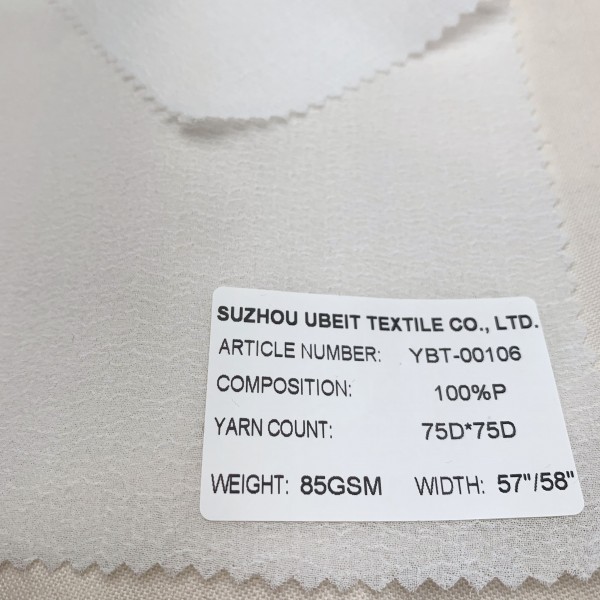 SUZHOU UBEIT TEXTILE CO., LTD.
ARTICLE NUMBER: YBT-00106
COMPOSITION: 100%P
YARN COUNT: 75D*75D
WEIGHT: 85GSM WIDTH: 57"/58"